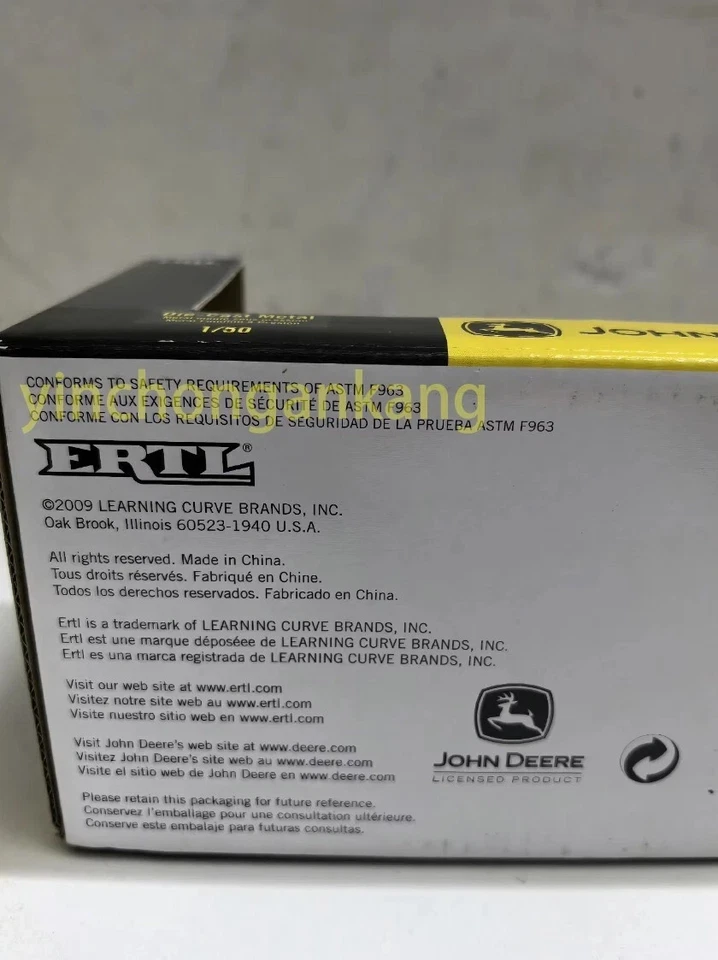 Die-Cast Metal
1/50
JOHN
yinchongankang
CONFORMS TO SAFETY REQUIREMENTS OF ASTM F963
CONFORME AUX EXIGENCES DE SÉCURITÉ DE ASTM F963
CONFORME CON LOS REQUISITOS DE SEGURIDAD DE LA PRUEBA ASTM F963
ERTL®
©2009 LEARNING CURVE BRANDS, INC.
Oak Brook, Illinois 60523-1940 U.S.A.
All rights reserved. Made in China.
Tous droits réservés. Fabriqué en Chine.
Todos los derechos reservados. Fabricado en China.
Ertl is a trademark of LEARNING CURVE BRANDS, INC.
Ertl est une marque déposéee de LEARNING CURVE BRANDS, INC.
Ertl es una marca registrada de LEARNING CURVE BRANDS, INC.
Visit our web site at www.ertl.com
Visitez notre site web au www.ertl.com
Visite nuestro sitio web en www.ertl.com
Visit John Deere's web site at www.deere.com
Visitez John Deere's site web au www.deere.com
Visite el sitio web de John Deere en www.deere.com
JOHN DEERE
LICENSED PRODUCT
Please retain this packaging for future reference.
Conservez l'emballage pour une consultation ultérieure.
Conserve este embalaje para futuras consultas.